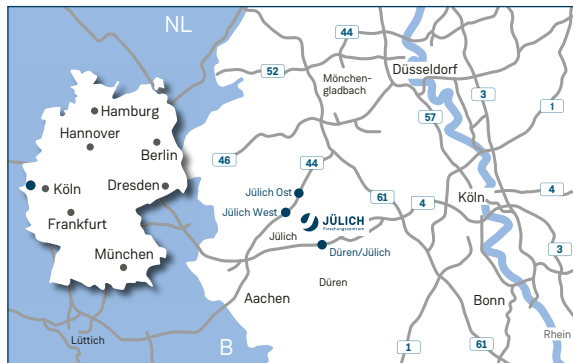 NL
44
52
Mönchen-
gladbach
Düsseldorf
3
1
57
Hamburg
Hannover
Berlin
Köln
Dresden
Frankfurt
München
46
44
Jülich Ost
Jülich West
JÜLICH
Forschungszentrum
Jülich
61
4
Köln
4
Düren/Jülich
3
Aachen
Düren
Bonn
Rhein
Lüttich
B
1
61